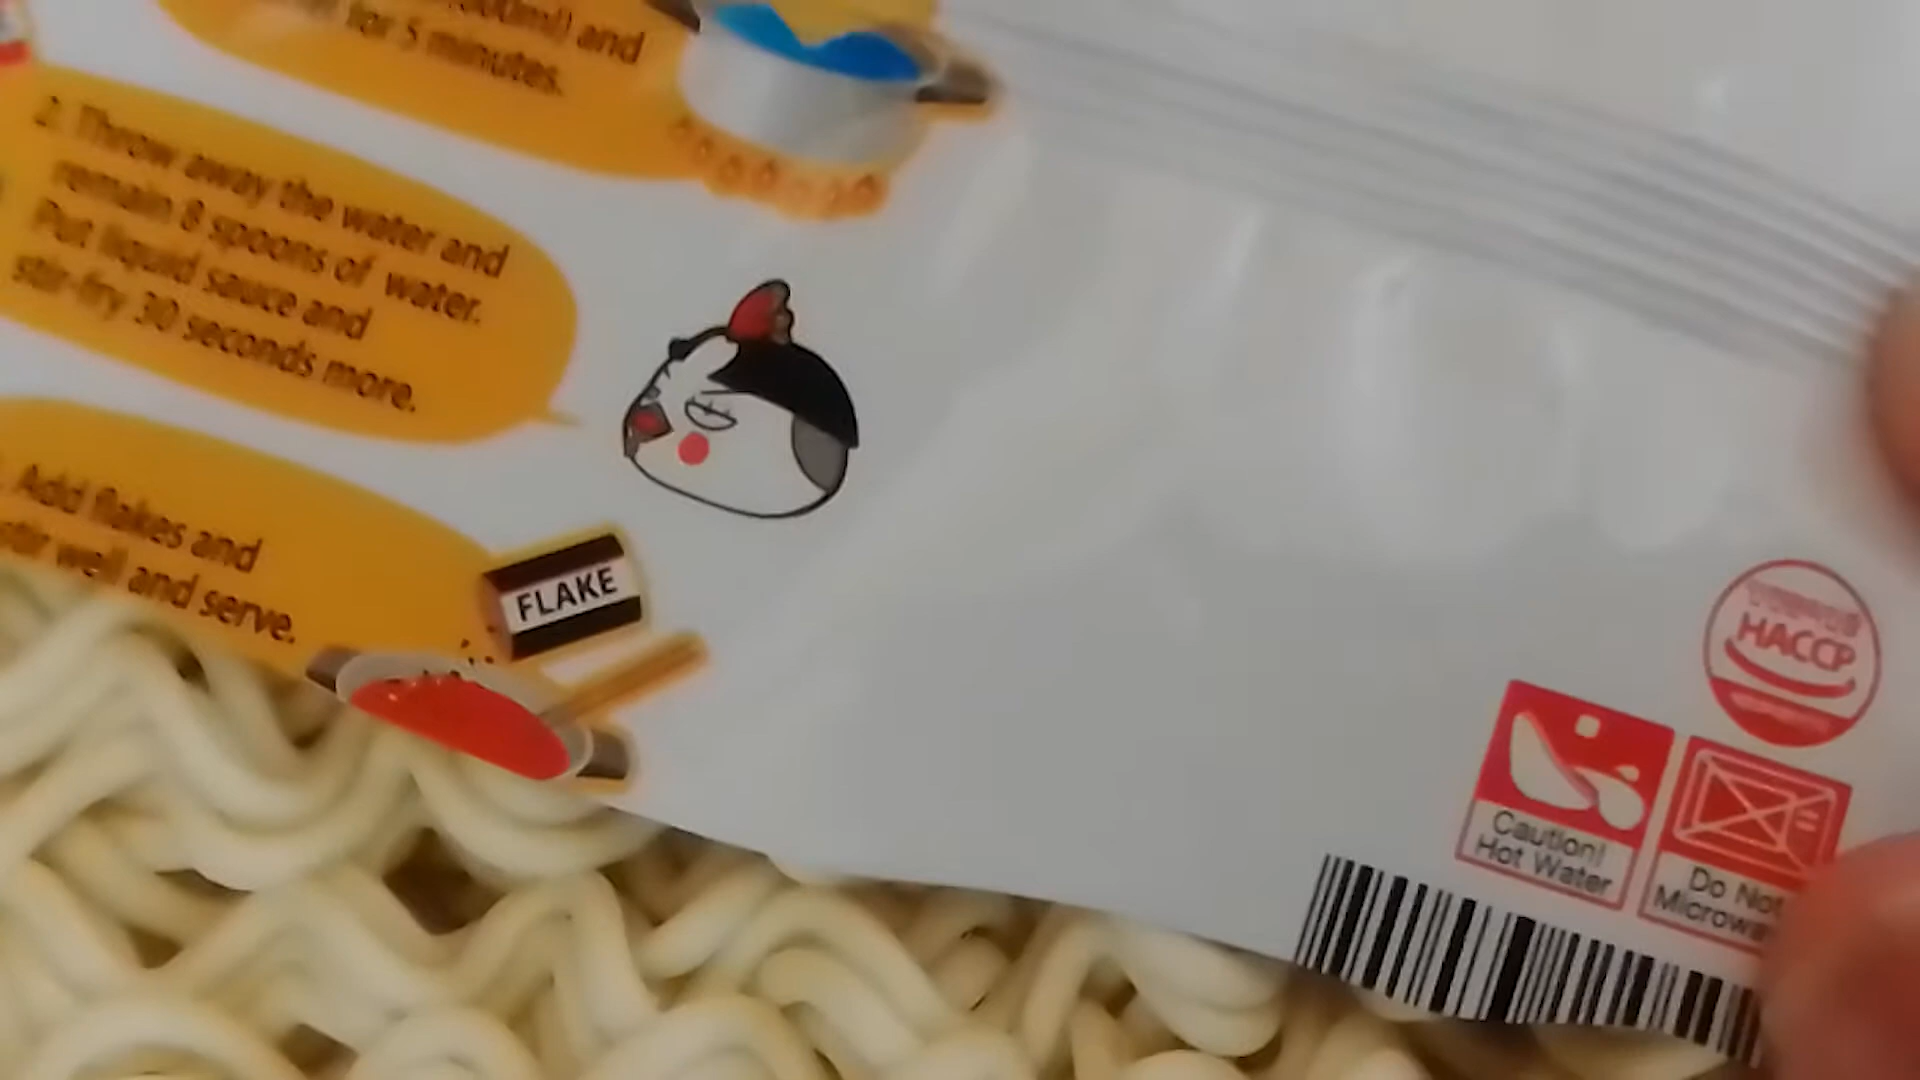 and
for 5 minutes.
2. Throw away the water and
remain 8 spoons of water.
Put liquid sauce and
stir-fry 30 seconds more.
Add flakes and
stir well and serve.
FLAKE
HACCP
Caution!
Hot Water
Do Not